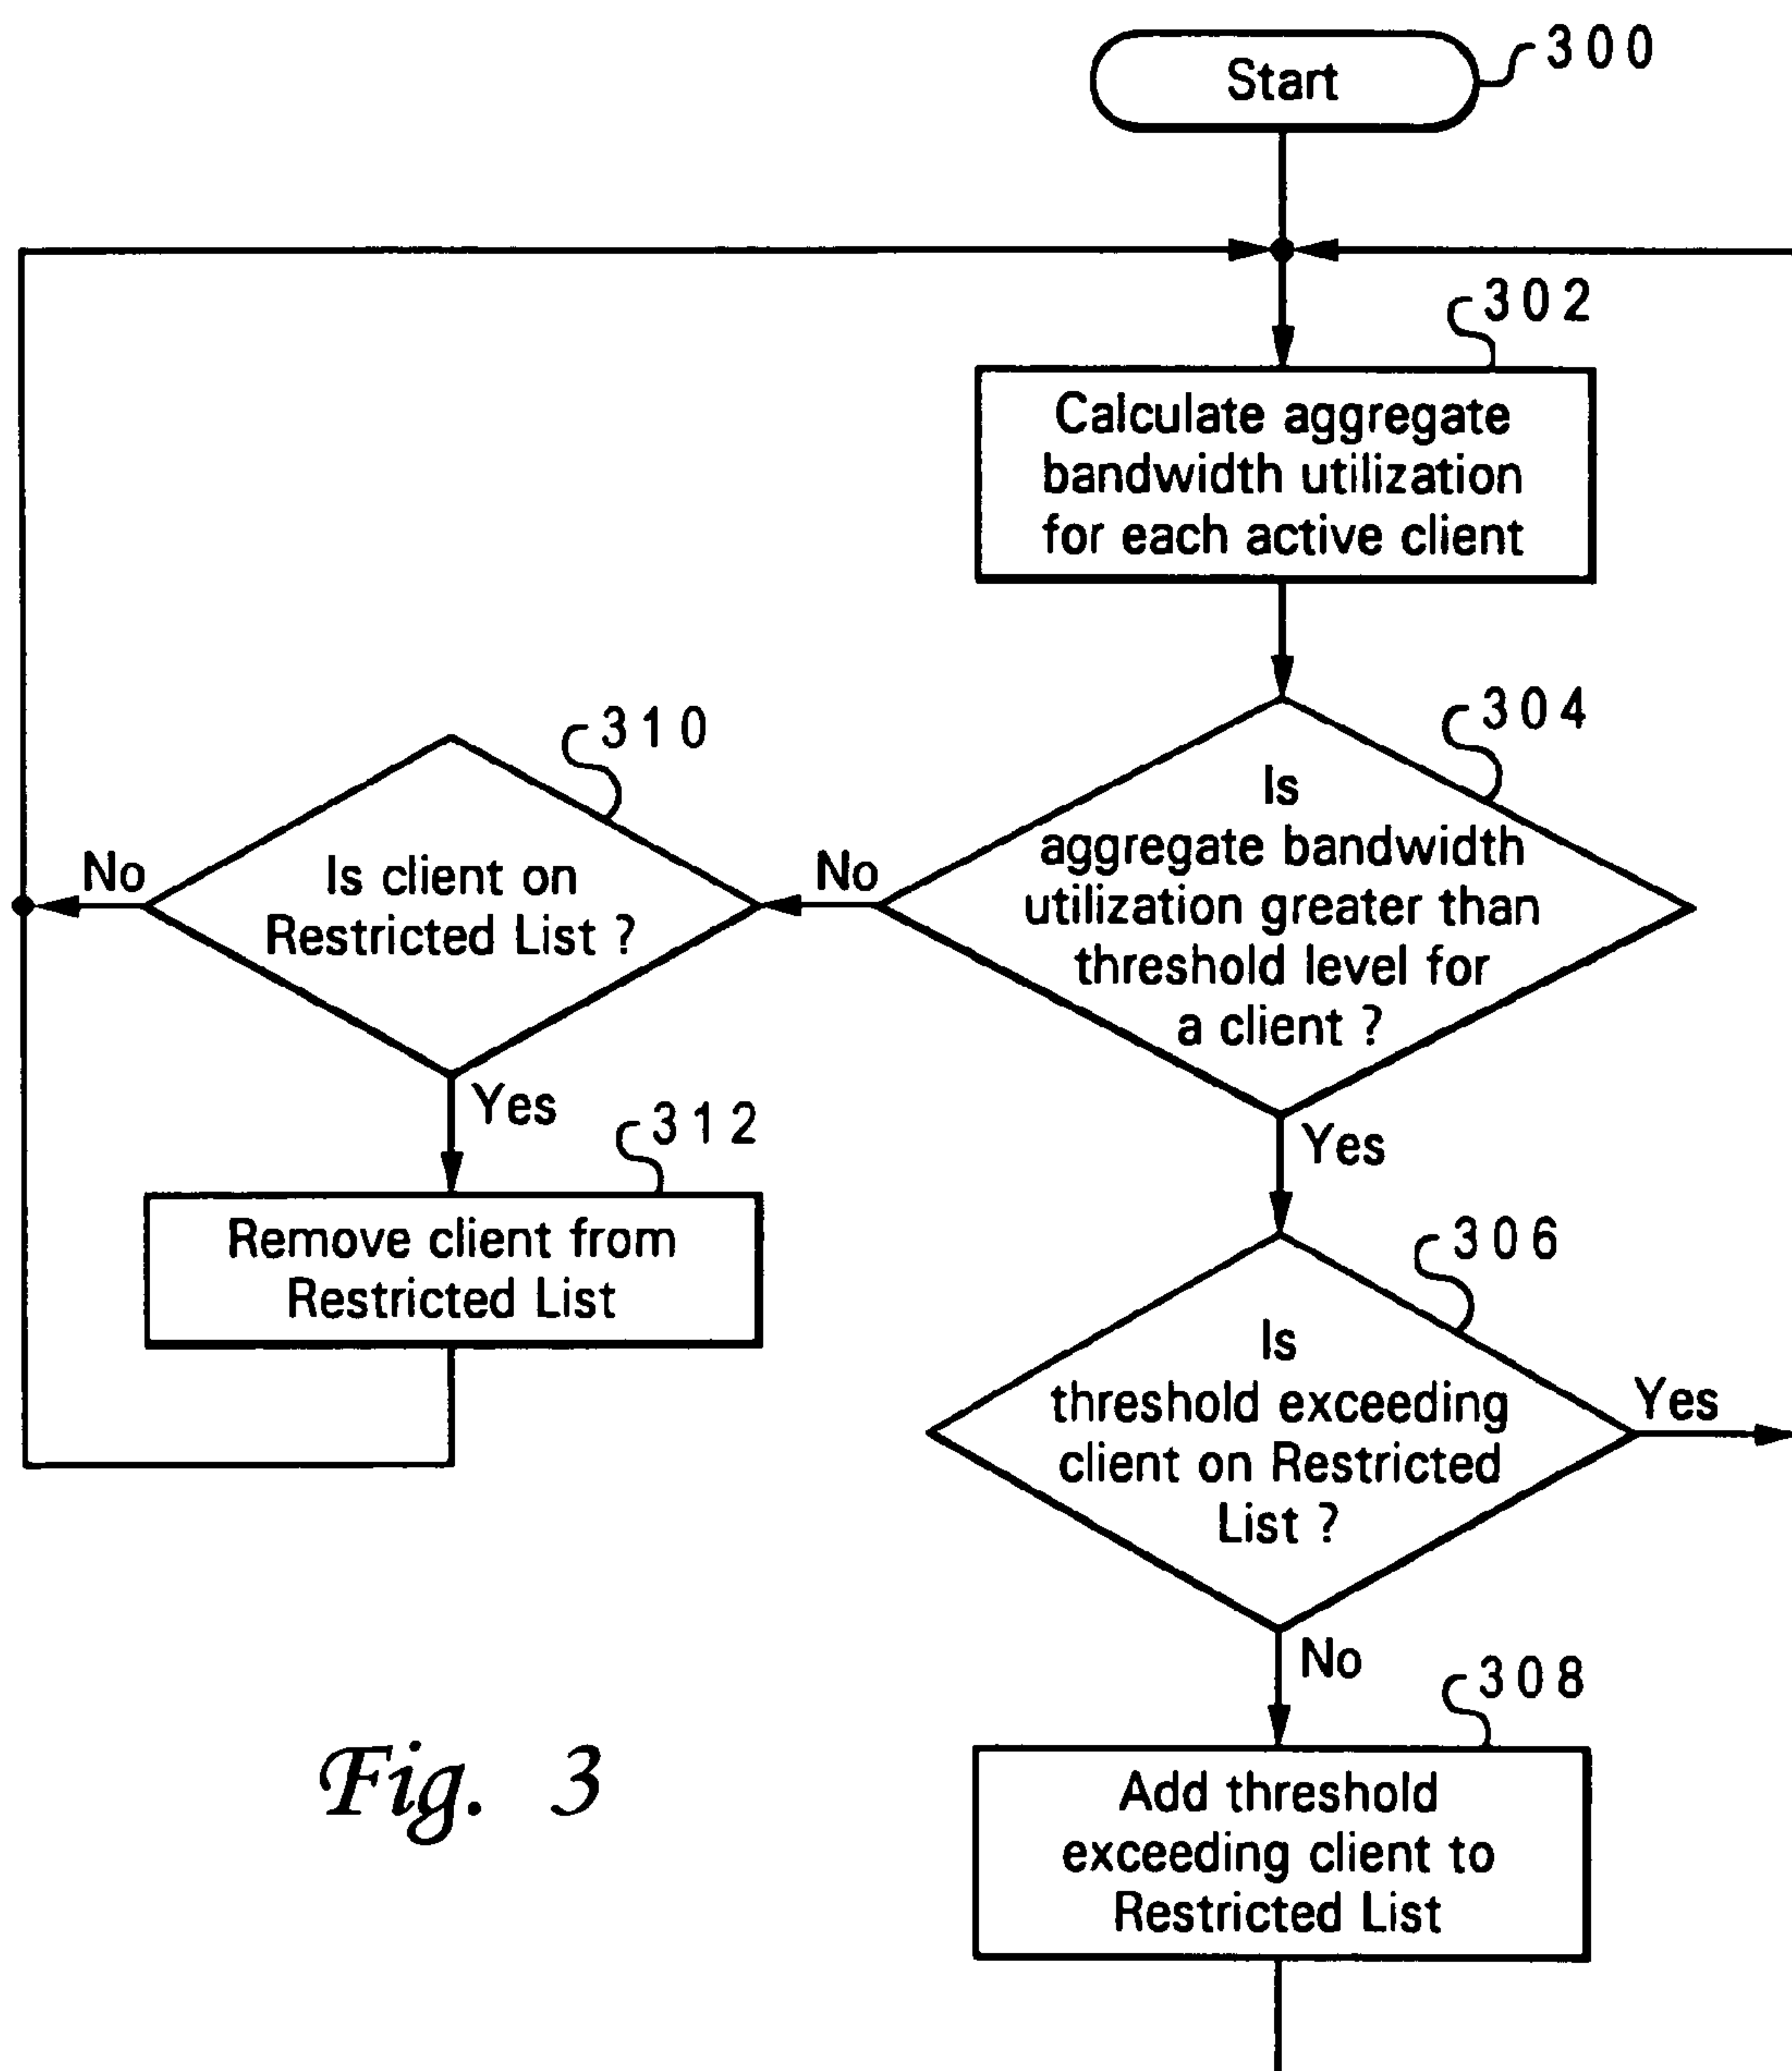 Start
300
302
Calculate aggregate
bandwidth utilization
for each active client
304
Is
aggregate bandwidth
utilization greater than
threshold level for
a client ?
No
Yes
310
Is client on
Restricted List ?
No
Yes
312
Remove client from
Restricted List
306
Is
threshold exceeding
client on Restricted
List ?
Yes
No
308
Add threshold
exceeding client to
Restricted List
Fig. 3